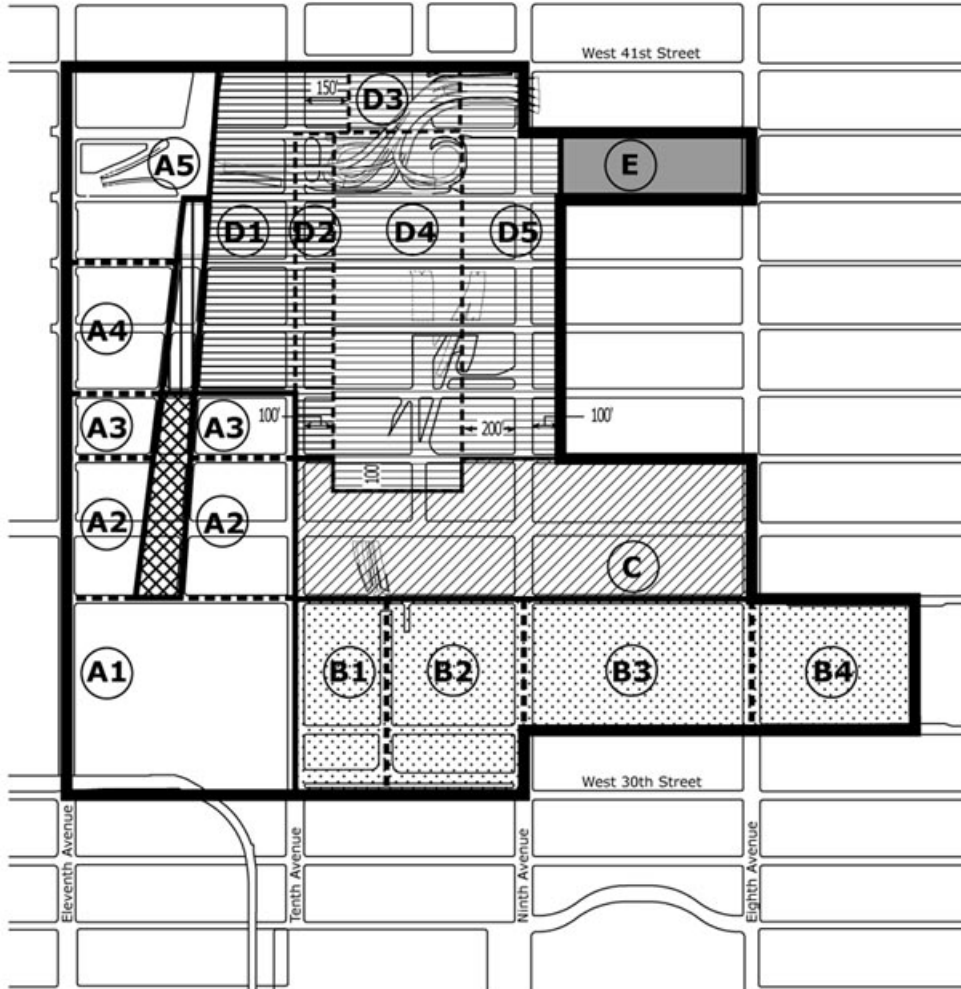 West 41st Street
150'
D3
A5
E
D1
D2
D4
D5
A4
A3
A3
100'
200'
100'
100'
A2
A2
C
A1
B1
B2
B3
B4
West 30th Street
Eleventh Avenue
Tenth Avenue
Ninth Avenue
Eighth Avenue